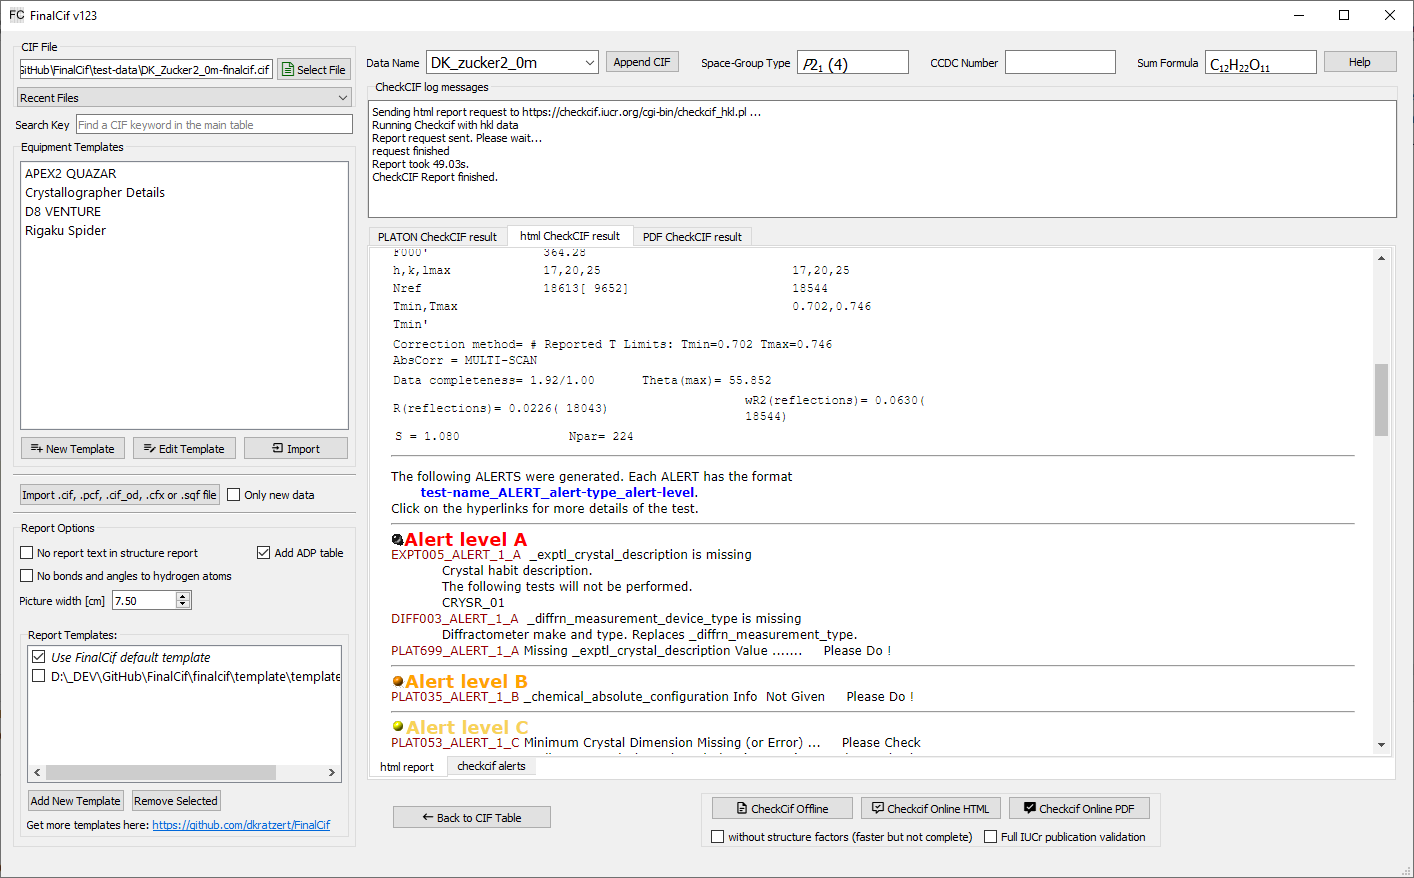 FC FinalCif v123
CIF File
GitHub\FinalCif\test-data\DK_Zucker2_0m-finalcif.cif
Select File
Recent Files
Search Key Find a CIF keyword in the main table
Equipment Templates
APEX2 QUAZAR
Crystallographer Details
D8 VENTURE
Rigaku Spider
New Template Edit Template Import
Import .cif, .pcf, .cif_od, .cfx or .sqf file Only new data
Report Options
No report text in structure report Add ADP table
No bonds and angles to hydrogen atoms
Picture width [cm] 7.50
Report Templates:
Use FinalCif default template
D:\_DEV\GitHub\FinalCif\finalcif\template\template
Add New Template Remove Selected
Get more templates here: https://github.com/dkratzert/FinalCif
Data Name DK_zucker2_0m Append CIF Space-Group Type P2₁ (4) CCDC Number Sum Formula C₁₂H₂₂O₁₁ Help
CheckCIF log messages
Sending html report request to https://checkcif.iucr.org/cgi-bin/checkcif_hkl.pl ...
Running Checkcif with hkl data
Report request sent. Please wait...
request finished
Report took 49.03s.
CheckCIF Report finished.
PLATON CheckCIF result html CheckCIF result PDF CheckCIF result
F000' 364.28
h,k,lmax 17,20,25 17,20,25
Nref 18613[ 9652] 18544
Tmin,Tmax 0.702,0.746
Tmin'
Correction method= # Reported T Limits: Tmin=0.702 Tmax=0.746
AbsCorr = MULTI-SCAN
Data completeness= 1.92/1.00 Theta(max)= 55.852
R(reflections)= 0.0226( 18043) wR2(reflections)= 0.0630(
18544)
S = 1.080 Npar= 224
The following ALERTS were generated. Each ALERT has the format
test-name_ALERT_alert-type_alert-level.
Click on the hyperlinks for more details of the test.
Alert level A
EXPT005_ALERT_1_A _exptl_crystal_description is missing
Crystal habit description.
The following tests will not be performed.
CRYSR_01
DIFF003_ALERT_1_A _diffrn_measurement_device_type is missing
Diffractometer make and type. Replaces _diffrn_measurement_type.
PLAT699_ALERT_1_A Missing _exptl_crystal_description Value ....... Please Do !
Alert level B
PLAT035_ALERT_1_B _chemical_absolute_configuration Info Not Given Please Do !
Alert level C
PLAT053_ALERT_1_C Minimum Crystal Dimension Missing (or Error) ... Please Check
html report checkcif alerts
Back to CIF Table
CheckCif Offline Checkcif Online HTML Checkcif Online PDF
without structure factors (faster but not complete) Full IUCr publication validation